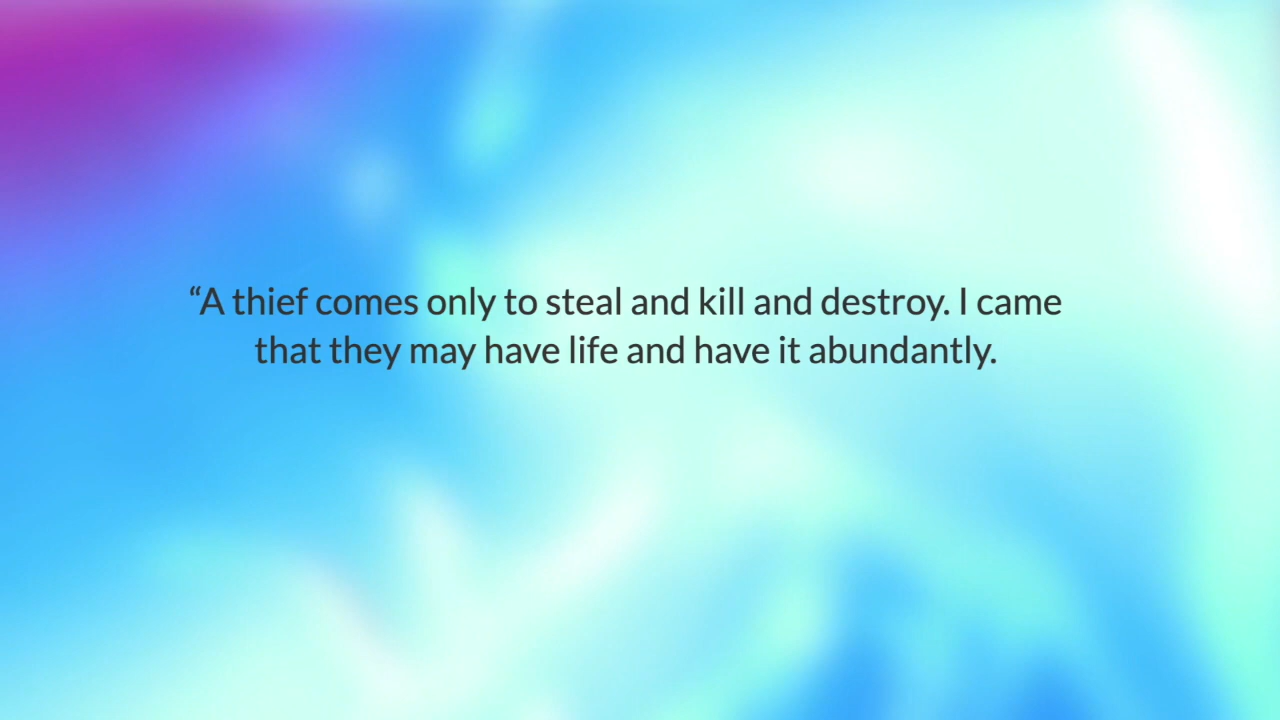 “A thief comes only to steal and kill and destroy. I came
that they may have life and have it abundantly.